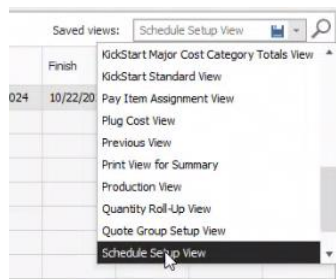 Saved views: Schedule Setup View
Finish
KickStart Major Cost Category Totals View
KickStart Standard View
024 10/22/20
Pay Item Assignment View
Plug Cost View
Previous View
Print View for Summary
Production View
Quantity Roll-Up View
Quote Group Setup View
Schedule Setup View